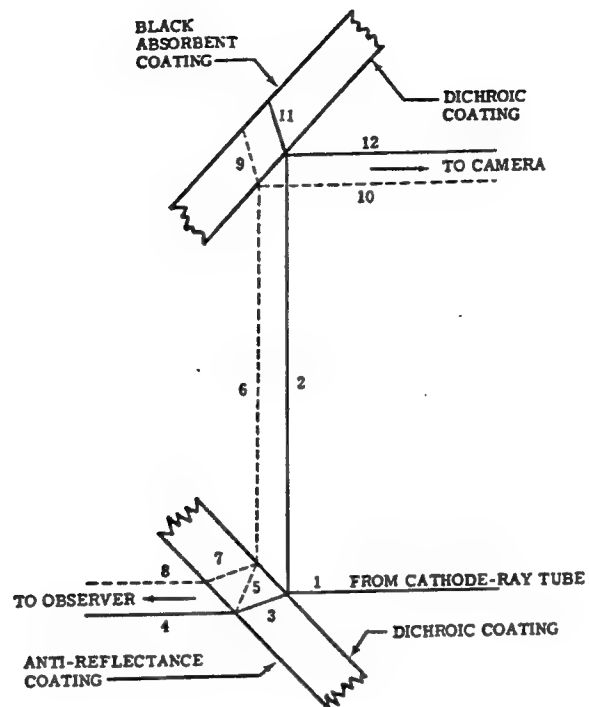 BLACK
ABSORBENT
COATING
DICHROIC
COATING
11
12
9
TO CAMERA
10
6
2
7
8
5
1
FROM CATHODE-RAY TUBE
TO OBSERVER
3
4
DICHROIC COATING
ANTI-REFLECTANCE
COATING